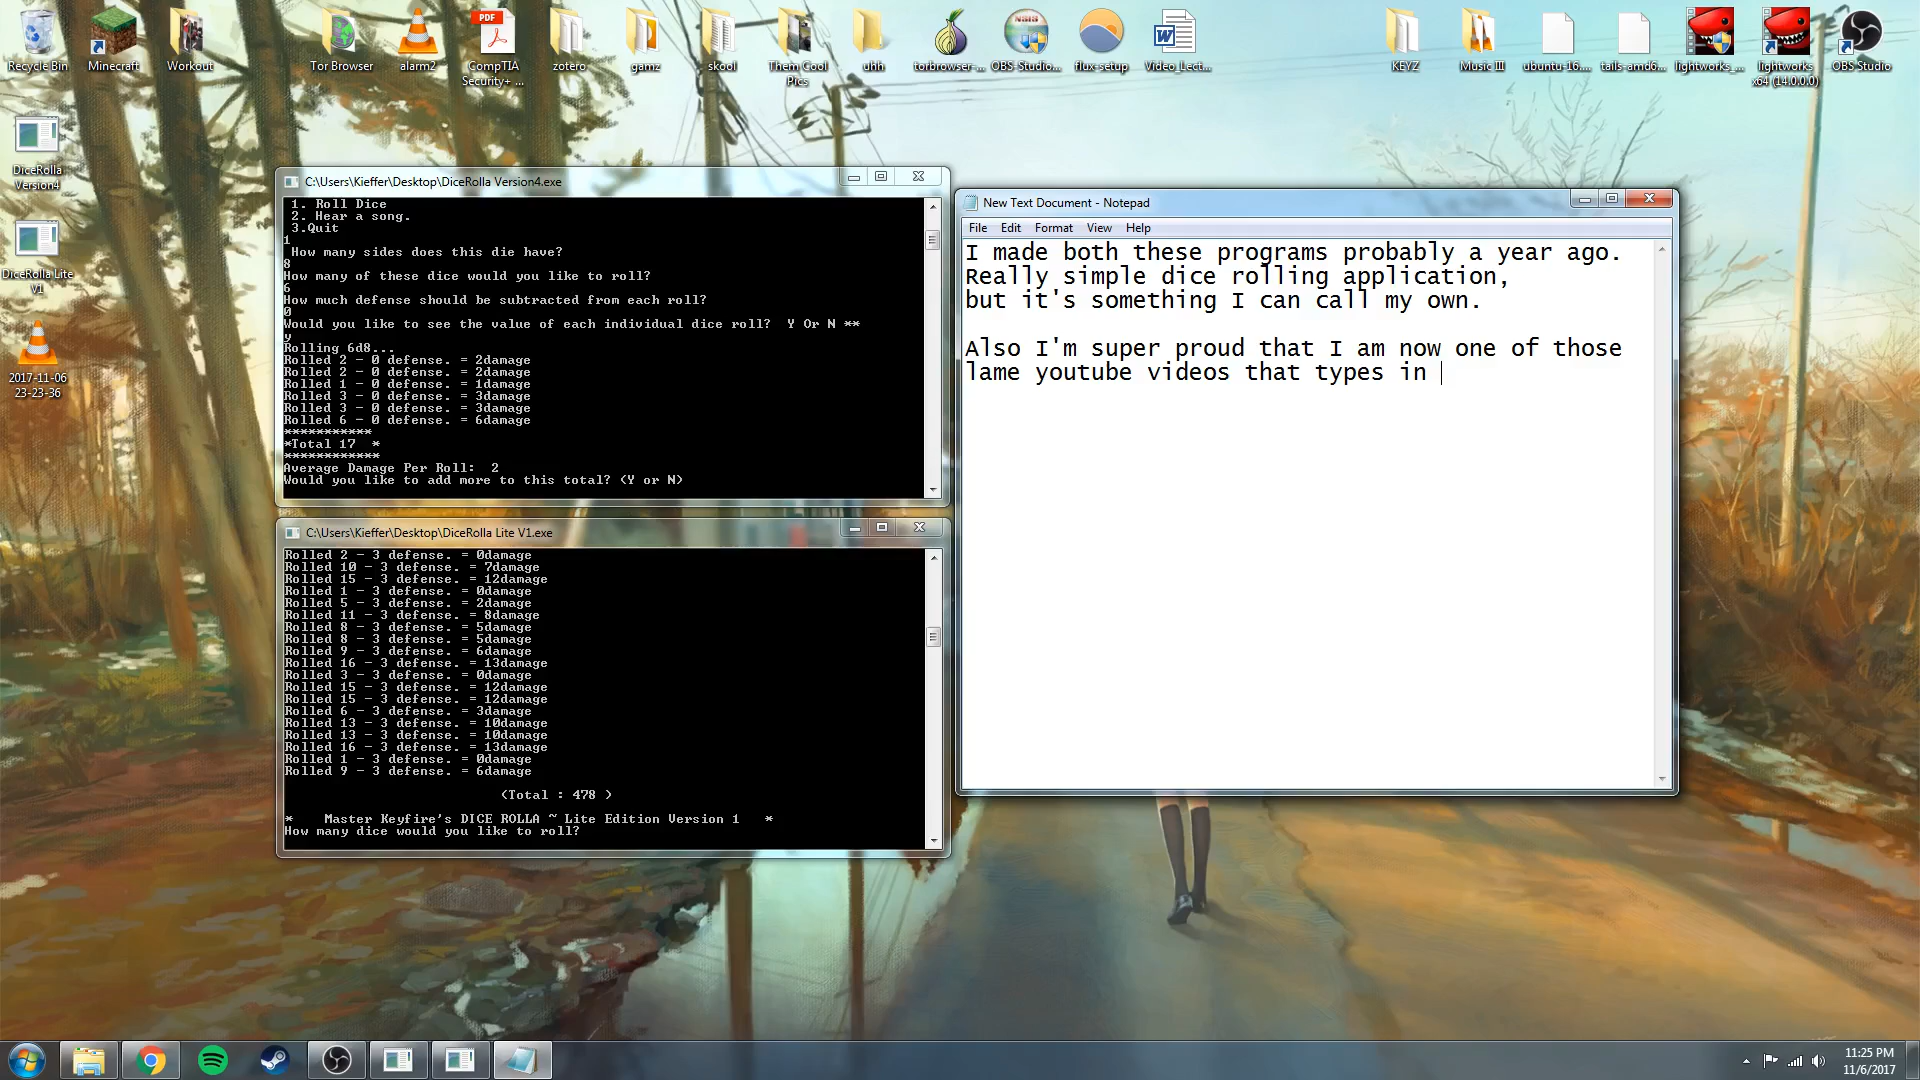 Recycle Bin
Minecraft
Workout
Tor Browser
alarm2
PDF
CompTIA Security+ ...
zotero
gamz
skool
Them Cool Pics
uhh
torbrowser-...
OBS-Studio...
flux-setup
Video_Lect...
KEYZ
Music III
ubuntu-16....
tails-amd6...
lightworks_...
lightworks x64 (14.0.0.0)
OBS Studio
DiceRolla Version4
DiceRolla Lite V1
2017-11-06 23-23-36
C:\Users\Kieffer\Desktop\DiceRolla Version4.exe
1. Roll Dice
2. Hear a song.
3.Quit
1
How many sides does this die have?
8
How many of these dice would you like to roll?
6
How much defense should be subtracted from each roll?
0
Would you like to see the value of each individual dice roll?  Y Or N **
y
Rolling 6d8...
Rolled 2 - 0 defense. = 2damage
Rolled 2 - 0 defense. = 2damage
Rolled 1 - 0 defense. = 1damage
Rolled 3 - 0 defense. = 3damage
Rolled 3 - 0 defense. = 3damage
Rolled 6 - 0 defense. = 6damage
***********
*Total 17  *
************
Average Damage Per Roll:  2
Would you like to add more to this total? (Y or N)
C:\Users\Kieffer\Desktop\DiceRolla Lite V1.exe
Rolled 2 - 3 defense. = 0damage
Rolled 10 - 3 defense. = 7damage
Rolled 15 - 3 defense. = 12damage
Rolled 1 - 3 defense. = 0damage
Rolled 5 - 3 defense. = 2damage
Rolled 11 - 3 defense. = 8damage
Rolled 8 - 3 defense. = 5damage
Rolled 8 - 3 defense. = 5damage
Rolled 9 - 3 defense. = 6damage
Rolled 16 - 3 defense. = 13damage
Rolled 3 - 3 defense. = 0damage
Rolled 15 - 3 defense. = 12damage
Rolled 15 - 3 defense. = 12damage
Rolled 6 - 3 defense. = 3damage
Rolled 13 - 3 defense. = 10damage
Rolled 13 - 3 defense. = 10damage
Rolled 16 - 3 defense. = 13damage
Rolled 1 - 3 defense. = 0damage
Rolled 9 - 3 defense. = 6damage
(Total : 478 )
*    Master Keyfire's DICE ROLLA ~ Lite Edition Version 1   *
How many dice would you like to roll?
New Text Document - Notepad
File Edit Format View Help
I made both these programs probably a year ago.
Really simple dice rolling application,
but it's something I can call my own.
Also I'm super proud that I am now one of those
lame youtube videos that types in
11:25 PM
11/6/2017